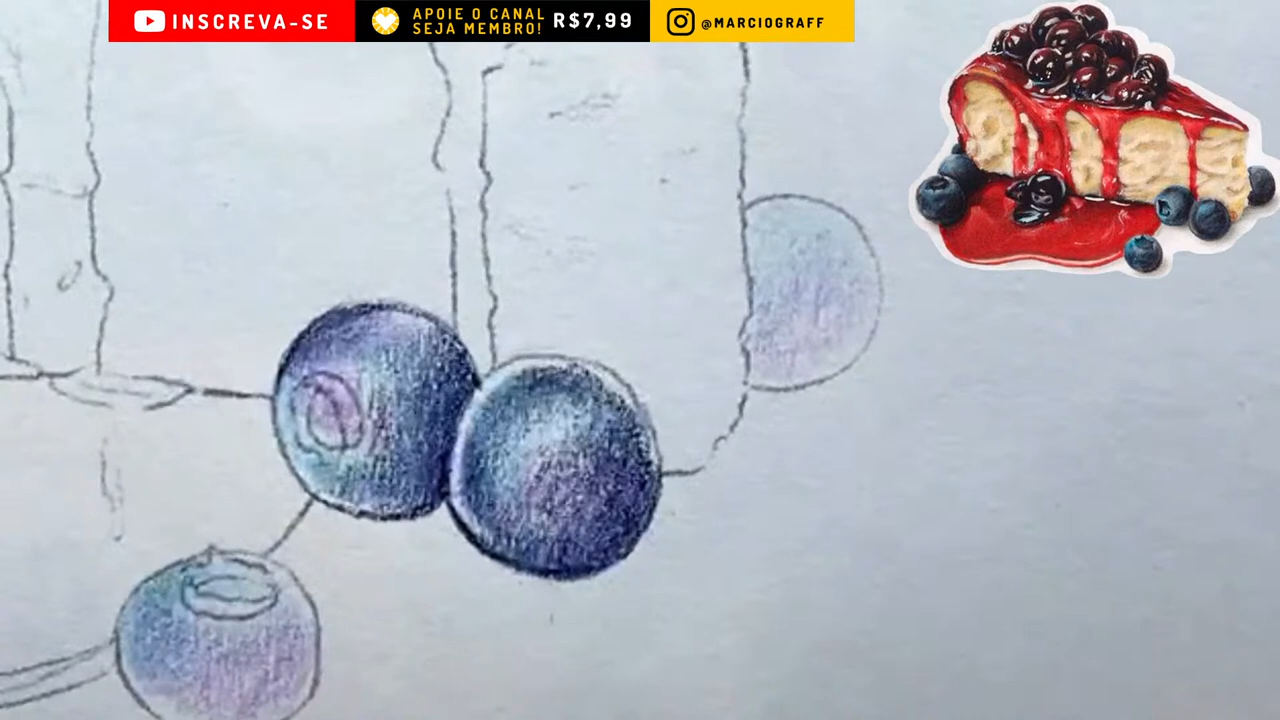 INSCREVA-SE
APOIE O CANAL
SEJA MEMBRO!
R$7,99
@MARCIOGRAFF